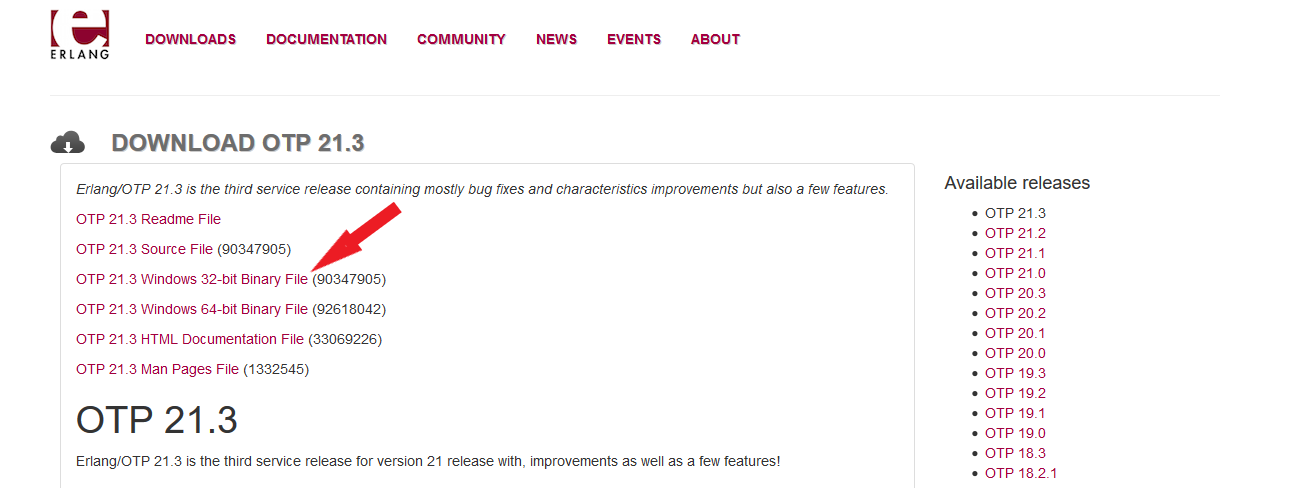 ERLANG
DOWNLOADS DOCUMENTATION COMMUNITY NEWS EVENTS ABOUT
DOWNLOAD OTP 21.3
Erlang/OTP 21.3 is the third service release containing mostly bug fixes and characteristics improvements but also a few features.
OTP 21.3 Readme File
OTP 21.3 Source File (90347905)
OTP 21.3 Windows 32-bit Binary File (90347905)
OTP 21.3 Windows 64-bit Binary File (92618042)
OTP 21.3 HTML Documentation File (33069226)
OTP 21.3 Man Pages File (1332545)
OTP 21.3
Erlang/OTP 21.3 is the third service release for version 21 release with, improvements as well as a few features!
Available releases
OTP 21.3
OTP 21.2
OTP 21.1
OTP 21.0
OTP 20.3
OTP 20.2
OTP 20.1
OTP 20.0
OTP 19.3
OTP 19.2
OTP 19.1
OTP 19.0
OTP 18.3
OTP 18.2.1